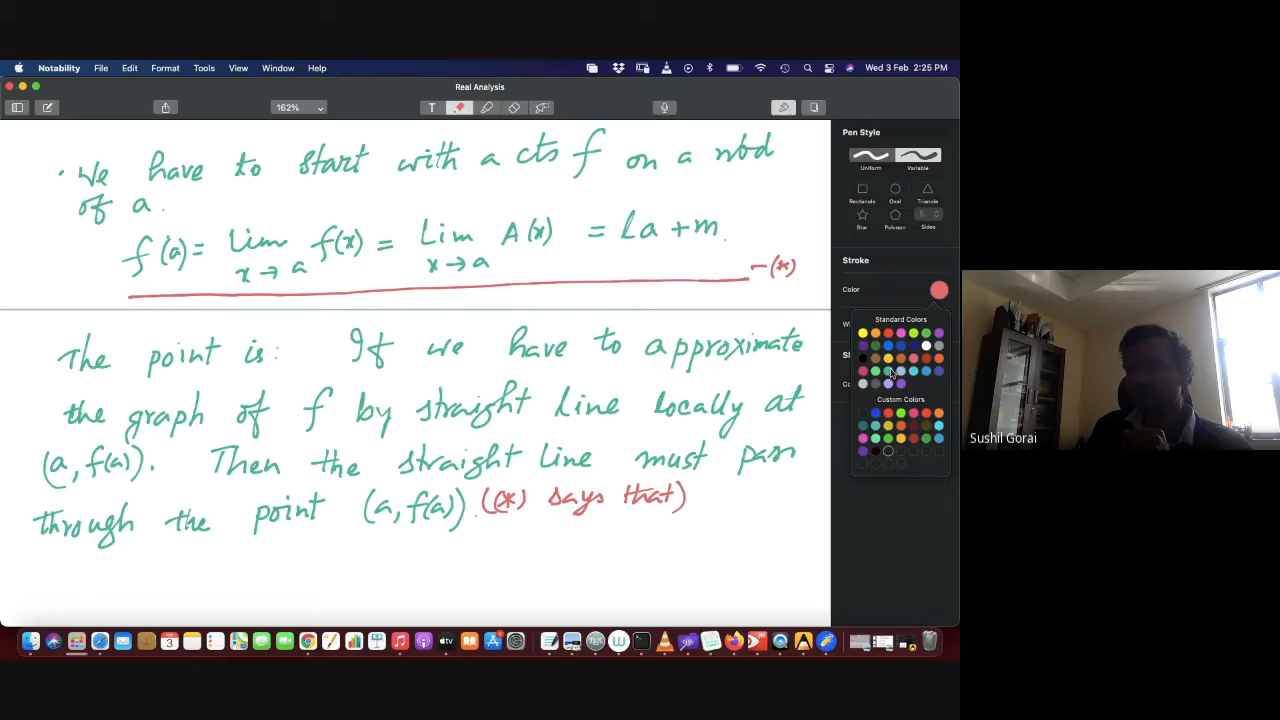 Notability File Edit Format Tools View Window Help Wed 3 Feb 2:25 PM
Real Analysis
162%
T
Pen Style
Uniform Variable
Rectangle Oval Triangle
Star Polygon 5 Sides
Stroke
Color
Standard Colors
Custom Colors
· We have to start with a cts f on a nbd
of a.
f(a) = lim f(x) = Lim A(x) = La + m.
x→a x→a
—(*)
The point is: If we have to approximate
the graph of f by straight line locally at
(a, f(a)). Then the straight line must pass
through the point (a, f(a)). ((*) says that)
Sushil Gorai